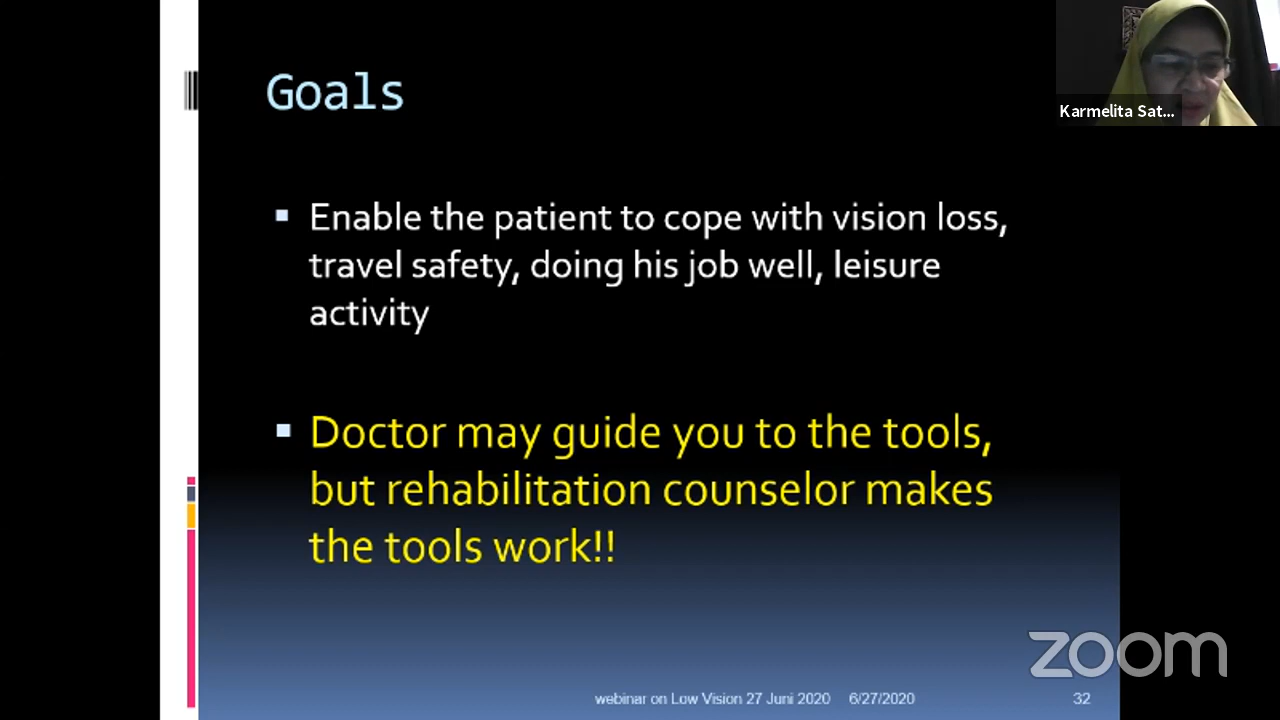 Goals
Karmelita Sat...
Enable the patient to cope with vision loss,
travel safety, doing his job well, leisure
activity
Doctor may guide you to the tools,
but rehabilitation counselor makes
the tools work!!
zoom
webinar on Low Vision 27 Juni 2020 6/27/2020 32